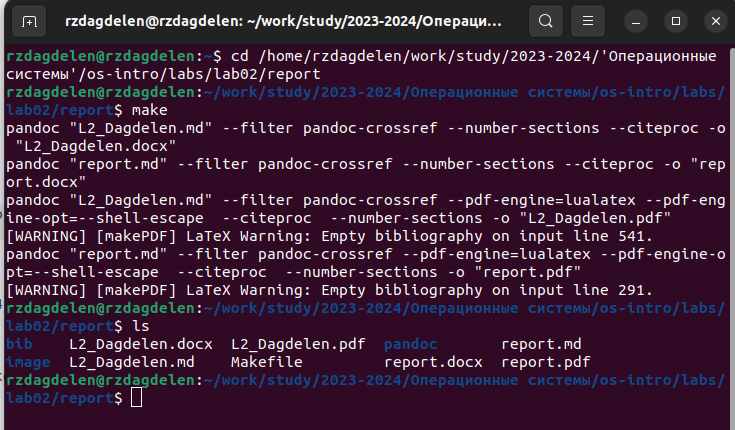 rzdagdelen@rzdagdelen: ~/work/study/2023-2024/Операци...
rzdagdelen@rzdagdelen:~$ cd /home/rzdagdelen/work/study/2023-2024/'Операционные
системы'/os-intro/labs/lab02/report
rzdagdelen@rzdagdelen:~/work/study/2023-2024/Операционные системы/os-intro/labs/
lab02/report$ make
pandoc "L2_Dagdelen.md" --filter pandoc-crossref --number-sections --citeproc -o
 "L2_Dagdelen.docx"
pandoc "report.md" --filter pandoc-crossref --number-sections --citeproc -o "rep
ort.docx"
pandoc "L2_Dagdelen.md" --filter pandoc-crossref --pdf-engine=lualatex --pdf-eng
ine-opt=--shell-escape  --citeproc  --number-sections -o "L2_Dagdelen.pdf"
[WARNING] [makePDF] LaTeX Warning: Empty bibliography on input line 541.
pandoc "report.md" --filter pandoc-crossref --pdf-engine=lualatex --pdf-engine-o
pt=--shell-escape  --citeproc  --number-sections -o "report.pdf"
[WARNING] [makePDF] LaTeX Warning: Empty bibliography on input line 291.
rzdagdelen@rzdagdelen:~/work/study/2023-2024/Операционные системы/os-intro/labs/
lab02/report$ ls
bib    L2_Dagdelen.docx  L2_Dagdelen.pdf  pandoc       report.md
image  L2_Dagdelen.md    Makefile         report.docx  report.pdf
rzdagdelen@rzdagdelen:~/work/study/2023-2024/Операционные системы/os-intro/labs/
lab02/report$